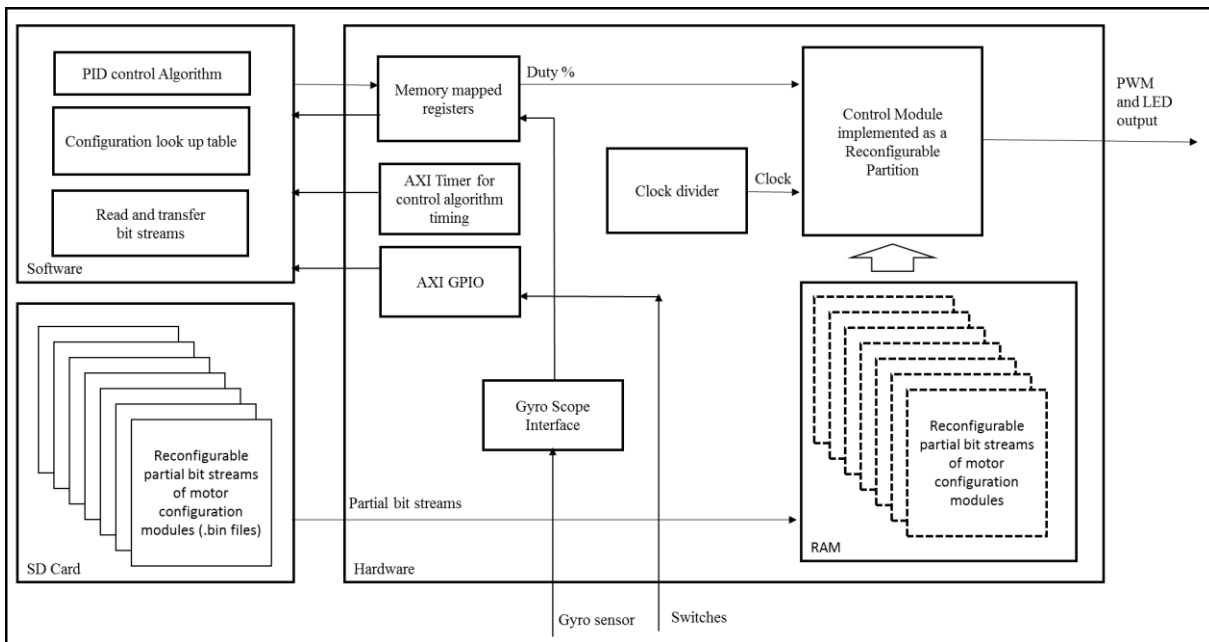 PID control Algorithm
Configuration look up table
Read and transfer
bit streams
Software
Memory mapped
registers
AXI Timer for
control algorithm
timing
AXI GPIO
Duty %
Clock divider
Clock
Control Module
implemented as a
Reconfigurable
Partition
PWM
and LED
output
Gyro Scope
Interface
Reconfigurable
partial bit streams
of motor
configuration
modules (.bin files)
SD Card
Partial bit streams
Hardware
Reconfigurable
partial bit streams
of motor
configuration
modules
RAM
Gyro sensor
Switches